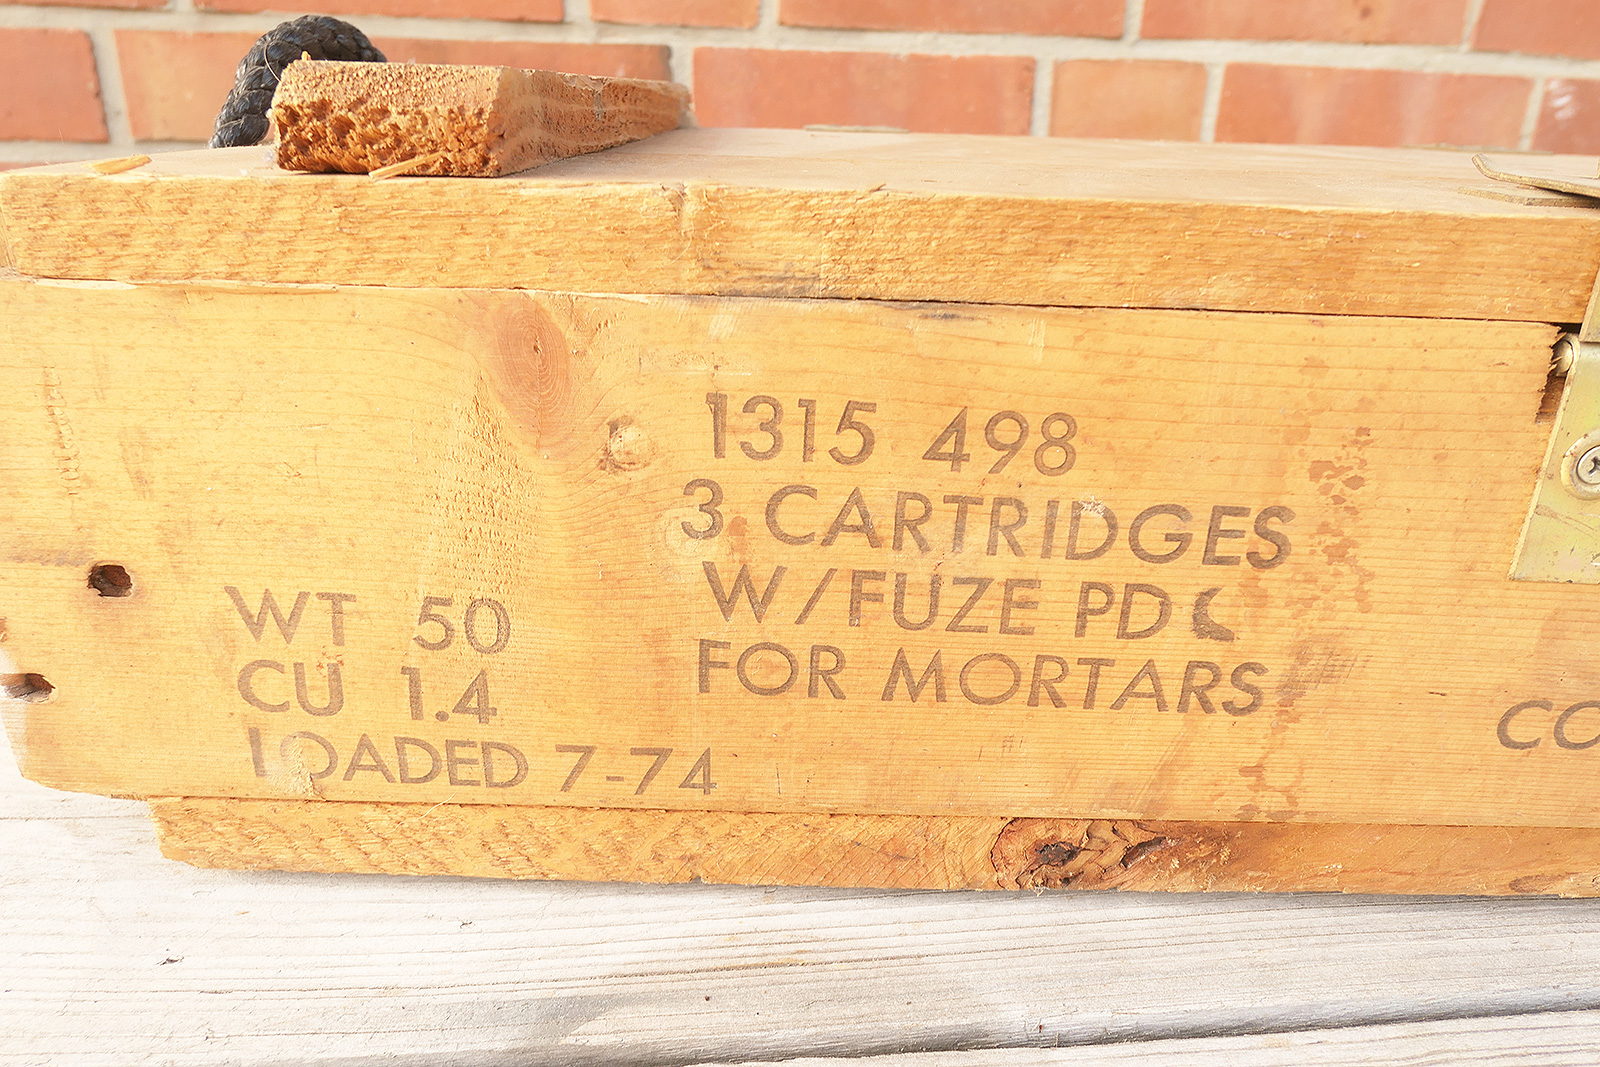 1315 498
3 CARTRIDGES
W/FUZE PD
FOR MORTARS
WT 50
CU 1.4
LOADED 7-74